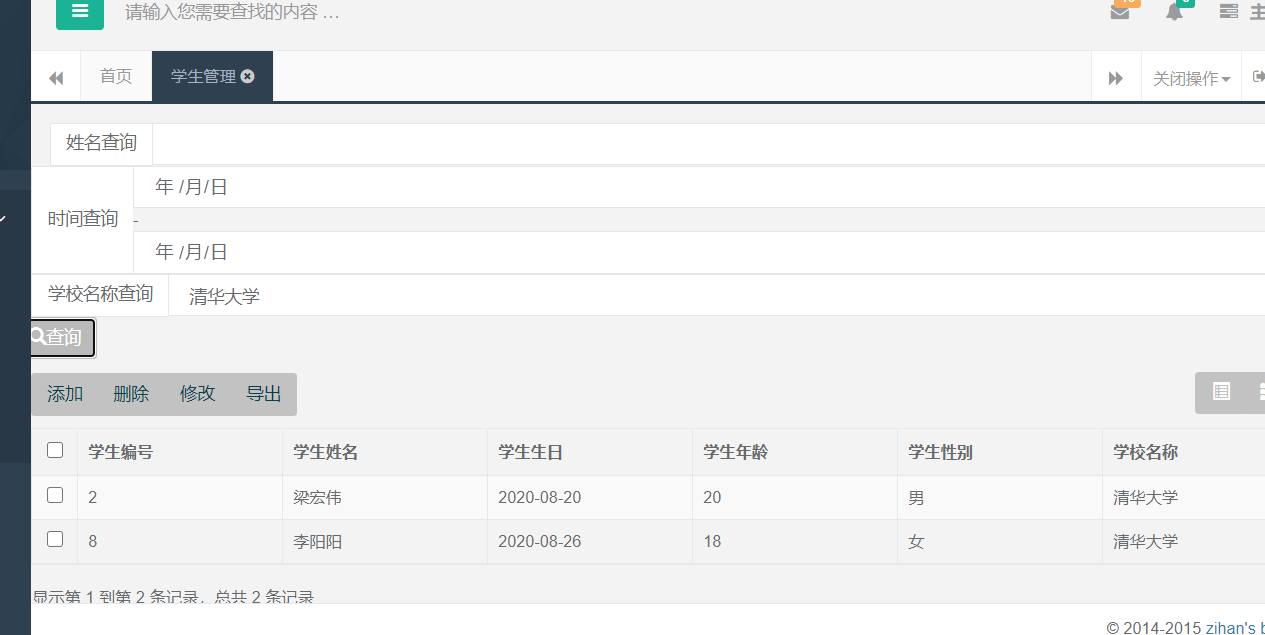 请输入您需要查找的内容 …
首页 学生管理 关闭操作
姓名查询
年 /月/日
时间查询 -
年 /月/日
学校名称查询 清华大学
查询
添加 删除 修改 导出
学生编号 学生姓名 学生生日 学生年龄 学生性别 学校名称
2 梁宏伟 2020-08-20 20 男 清华大学
8 李阳阳 2020-08-26 18 女 清华大学
显示第 1 到第 2 条记录，总共 2 条记录
© 2014-2015 zihan's